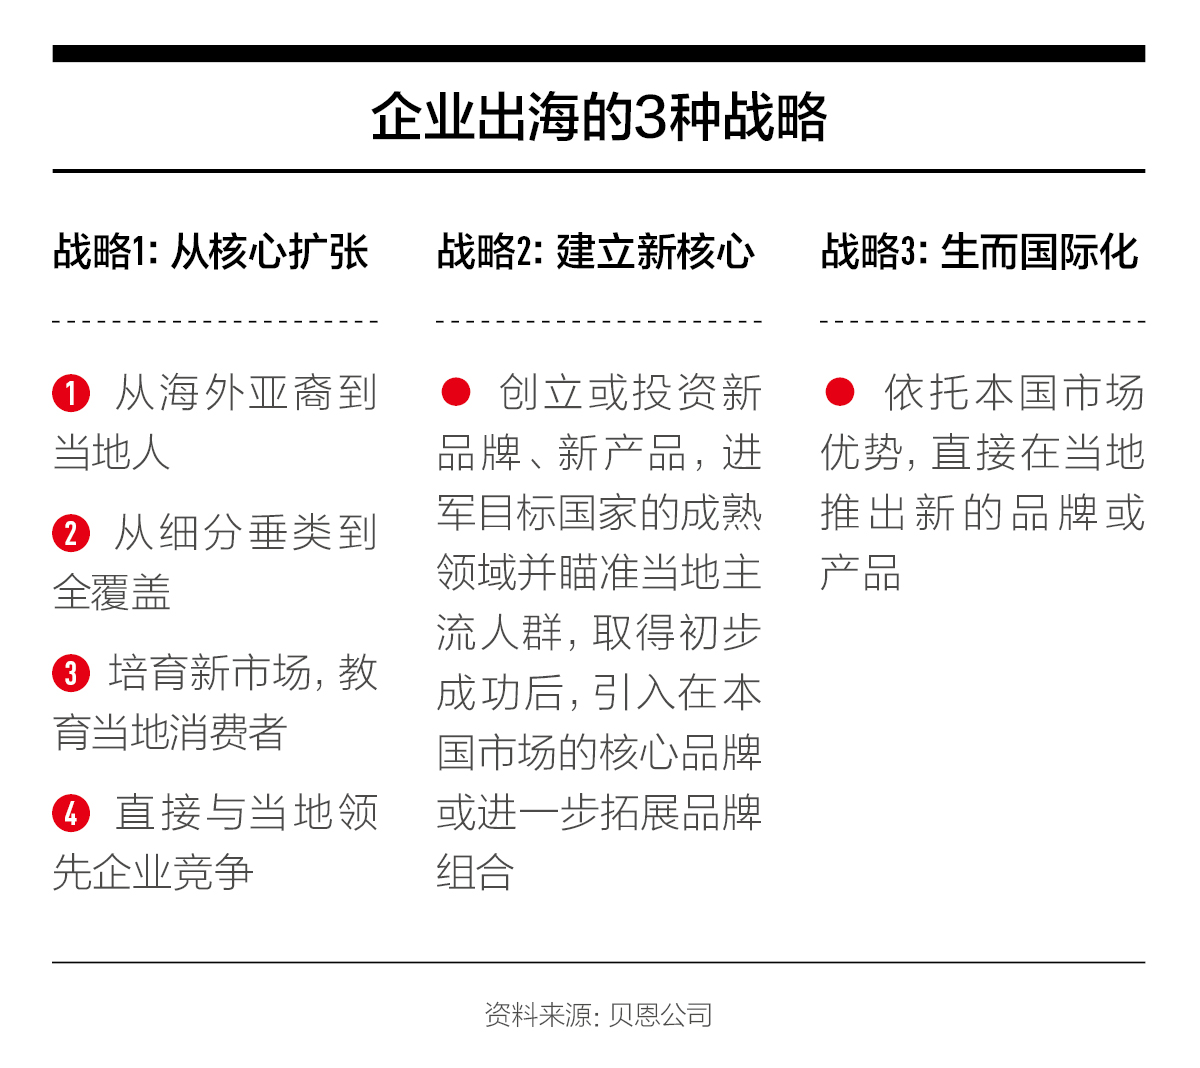 企业出海的3种战略
战略1：从核心扩张
❶ 从海外亚裔到
当地人
❷ 从细分垂类到
全覆盖
❸ 培育新市场，教
育当地消费者
❹ 直接与当地领
先企业竞争
战略2：建立新核心
● 创立或投资新
品牌、新产品，进
军目标国家的成熟
领域并瞄准当地主
流人群，取得初步
成功后，引入在本
国市场的核心品牌
或进一步拓展品牌
组合
战略3：生而国际化
● 依托本国市场
优势，直接在当地
推出新的品牌或
产品
资料来源：贝恩公司